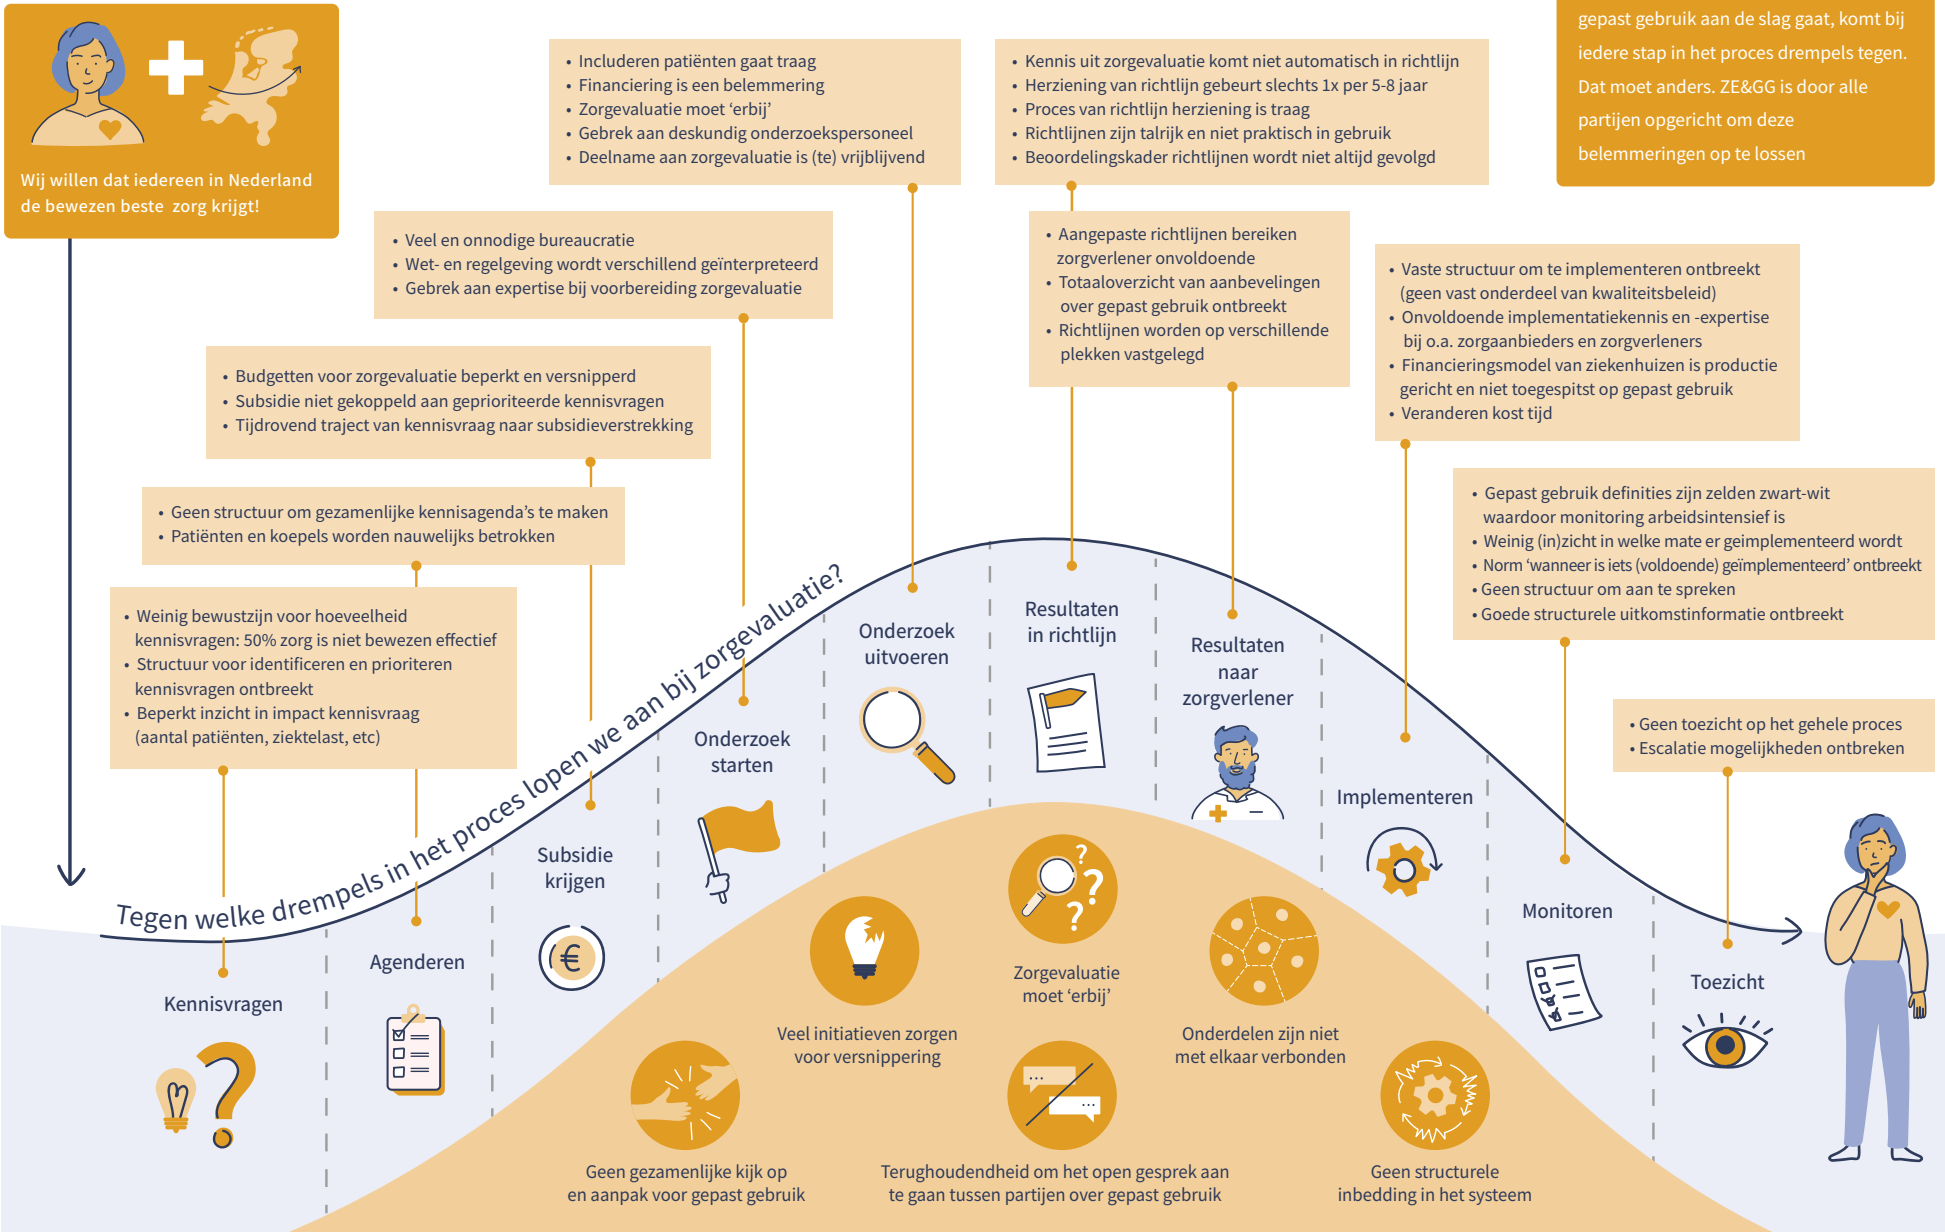 Wij willen dat iedereen in Nederland
de bewezen beste zorg krijgt!
gepast gebruik aan de slag gaat, komt bij
iedere stap in het proces drempels tegen.
Dat moet anders. ZE&GG is door alle
partijen opgericht om deze
belemmeringen op te lossen
• Includeren patiënten gaat traag
• Financiering is een belemmering
• Zorgevaluatie moet ‘erbij’
• Gebrek aan deskundig onderzoekspersoneel
• Deelname aan zorgevaluatie is (te) vrijblijvend
• Kennis uit zorgevaluatie komt niet automatisch in richtlijn
• Herziening van richtlijn gebeurt slechts 1x per 5-8 jaar
• Proces van richtlijn herziening is traag
• Richtlijnen zijn talrijk en niet praktisch in gebruik
• Beoordelingskader richtlijnen wordt niet altijd gevolgd
• Veel en onnodige bureaucratie
• Wet- en regelgeving wordt verschillend geïnterpreteerd
• Gebrek aan expertise bij voorbereiding zorgevaluatie
• Aangepaste richtlijnen bereiken
zorgverlener onvoldoende
• Totaaloverzicht van aanbevelingen
over gepast gebruik ontbreekt
• Richtlijnen worden op verschillende
plekken vastgelegd
• Vaste structuur om te implementeren ontbreekt
(geen vast onderdeel van kwaliteitsbeleid)
• Onvoldoende implementatiekennis en -expertise
bij o.a. zorgaanbieders en zorgverleners
• Financieringsmodel van ziekenhuizen is productie
gericht en niet toegespitst op gepast gebruik
• Veranderen kost tijd
• Budgetten voor zorgevaluatie beperkt en versnipperd
• Subsidie niet gekoppeld aan geprioriteerde kennisvragen
• Tijdrovend traject van kennisvraag naar subsidieverstrekking
• Geen structuur om gezamenlijke kennisagenda’s te maken
• Patiënten en koepels worden nauwelijks betrokken
• Gepast gebruik definities zijn zelden zwart-wit
waardoor monitoring arbeidsintensief is
• Weinig (in)zicht in welke mate er geimplementeerd wordt
• Norm ‘wanneer is iets (voldoende) geïmplementeerd’ ontbreekt
• Geen structuur om aan te spreken
• Goede structurele uitkomstinformatie ontbreekt
• Weinig bewustzijn voor hoeveelheid
kennisvragen: 50% zorg is niet bewezen effectief
• Structuur voor identificeren en prioriteren
kennisvragen ontbreekt
• Beperkt inzicht in impact kennisvraag
(aantal patiënten, ziektelast, etc)
• Geen toezicht op het gehele proces
• Escalatie mogelijkheden ontbreken
Tegen welke drempels in het proces lopen we aan bij zorgevaluatie?
Kennisvragen
Agenderen
Subsidie
krijgen
€
Onderzoek
starten
Onderzoek
uitvoeren
Resultaten
in richtlijn
Resultaten
naar
zorgverlener
Implementeren
Monitoren
Toezicht
? ? ?
Zorgevaluatie
moet ‘erbij’
Veel initiatieven zorgen
voor versnippering
Onderdelen zijn niet
met elkaar verbonden
Geen gezamenlijke kijk op
en aanpak voor gepast gebruik
Terughoudendheid om het open gesprek aan
te gaan tussen partijen over gepast gebruik
Geen structurele
inbedding in het systeem